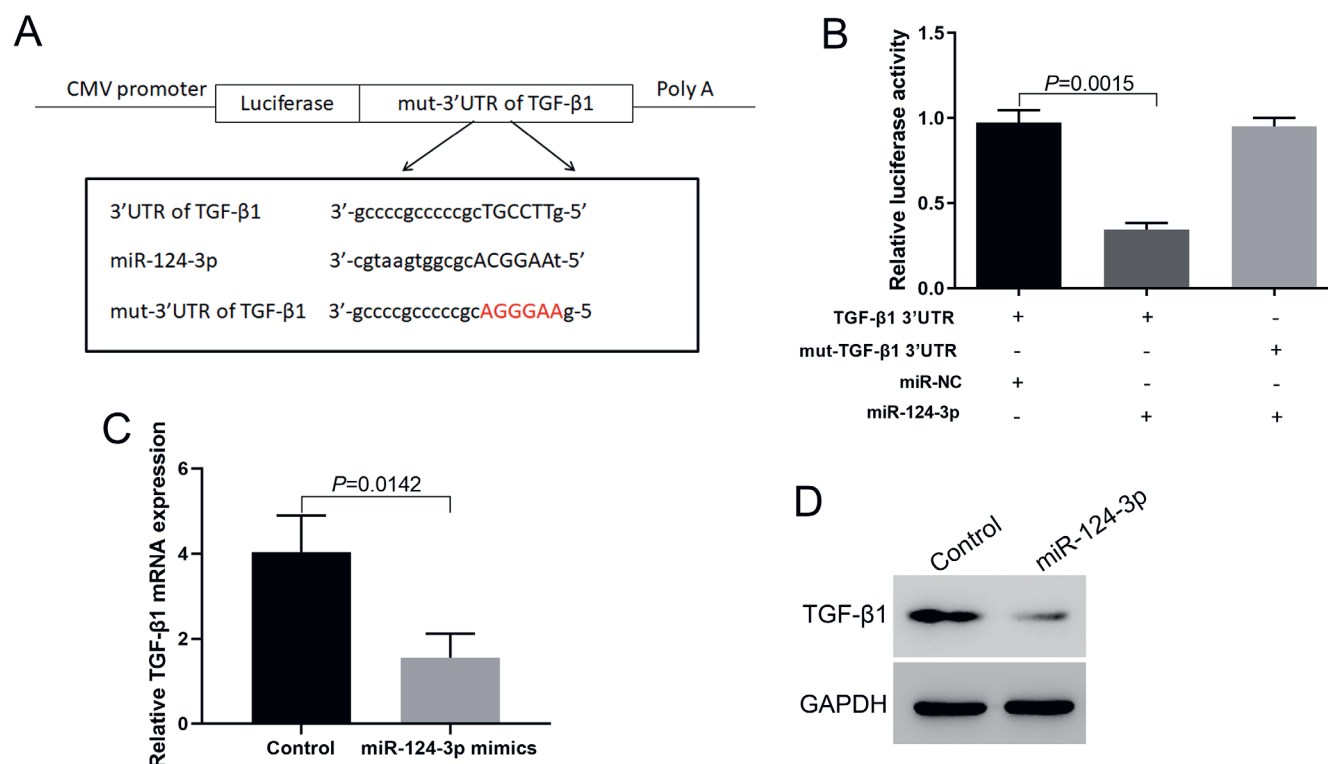 A
CMV promoter
Luciferase
mut-3’UTR of TGF-β1
Poly A
3’UTR of TGF-β1 3’-gccccgcccccgcTGCCTTg-5’
miR-124-3p 3’-cgtaagtggcgcACGGAAt-5’
mut-3’UTR of TGF-β1 3’-gccccgcccccgcAGGGAAg-5
B
Relative luciferase activity
1.5
1.0
0.5
0.0
P=0.0015
TGF-β1 3’UTR + + -
mut-TGF-β1 3’UTR - - +
miR-NC + - -
miR-124-3p - + +
C
Relative TGF-β1 mRNA expression
6
4
2
0
P=0.0142
Control miR-124-3p mimics
D
Control miR-124-3p
TGF-β1
GAPDH